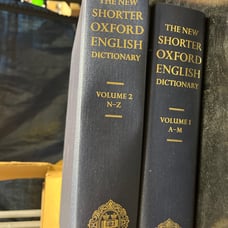 THE NEW
SHORTER
OXFORD
ENGLISH
DICTIONARY
VOLUME 2
N-Z
THE NEW
SHORTER
OXFORD
ENGLISH
DICTIONARY
VOLUME 1
A-M